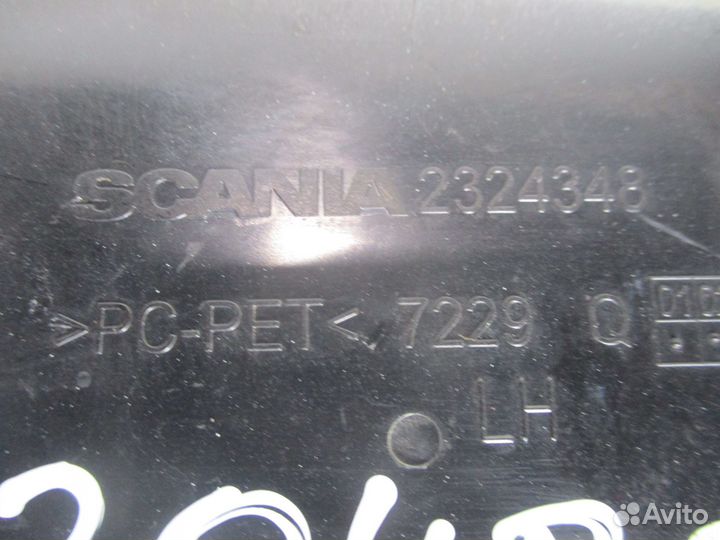 SCANIA 2324348
>PC-PET< 7229 Q
LH
Avito